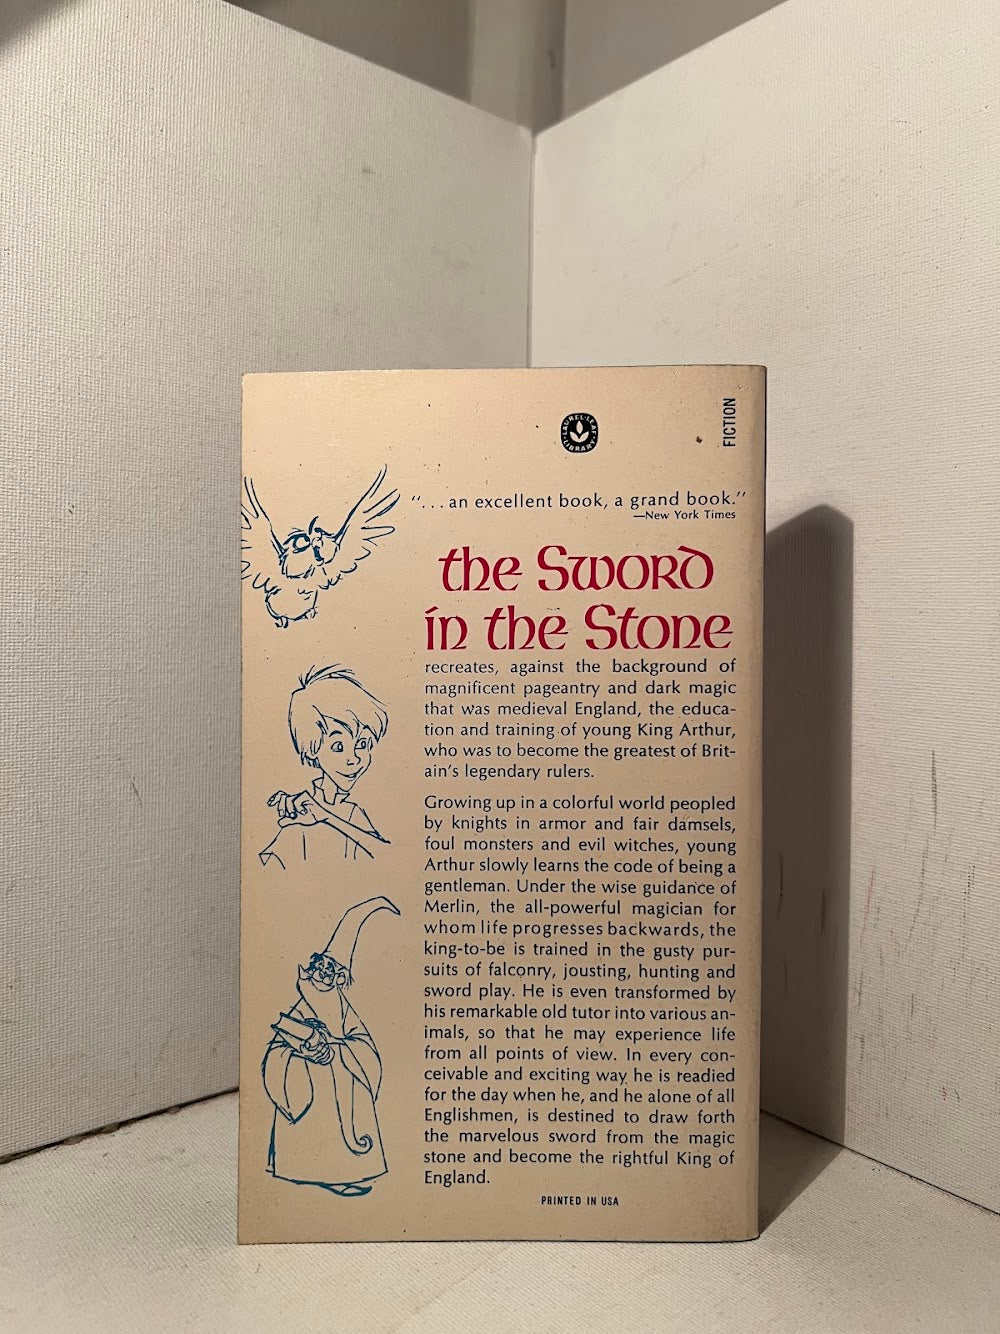 LAUREL-LEAF LIBRARY
FICTION
“...an excellent book, a grand book.”
—New York Times
the Sword
in the Stone
recreates, against the background of
magnificent pageantry and dark magic
that was medieval England, the educa-
tion and training of young King Arthur,
who was to become the greatest of Brit-
ain's legendary rulers.
Growing up in a colorful world peopled
by knights in armor and fair damsels,
foul monsters and evil witches, young
Arthur slowly learns the code of being a
gentleman. Under the wise guidance of
Merlin, the all-powerful magician for
whom life progresses backwards, the
king-to-be is trained in the gusty pur-
suits of falconry, jousting, hunting and
sword play. He is even transformed by
his remarkable old tutor into various an-
imals, so that he may experience life
from all points of view. In every con-
ceivable and exciting way he is readied
for the day when he, and he alone of all
Englishmen, is destined to draw forth
the marvelous sword from the magic
stone and become the rightful King of
England.
PRINTED IN USA